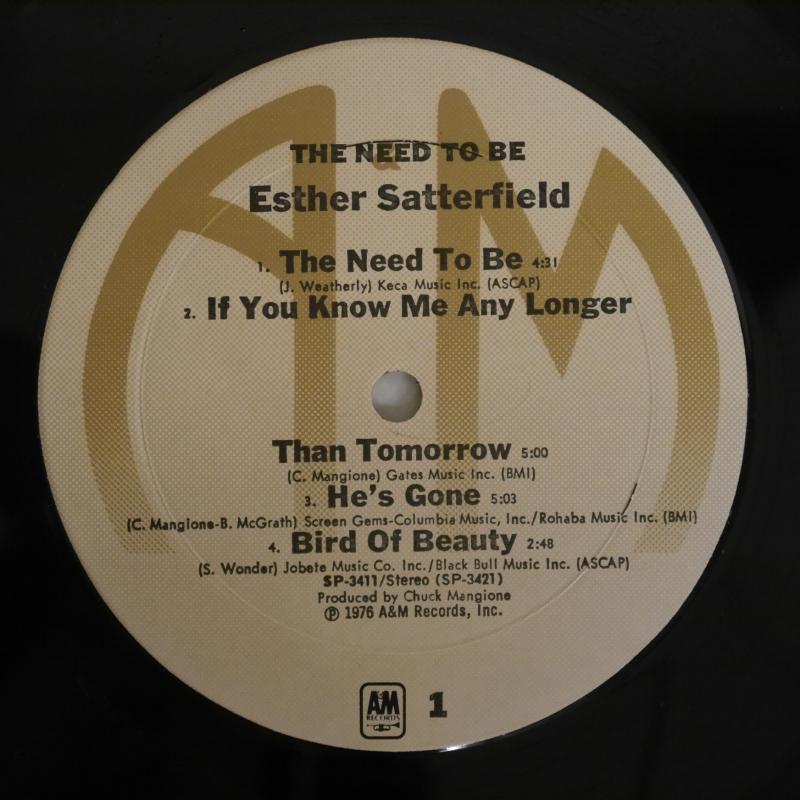 A&M
THE NEED TO BE
Esther Satterfield
1. The Need To Be 4:31
(J. Weatherly) Keca Music Inc. (ASCAP)
2. If You Know Me Any Longer
Than Tomorrow 5:00
(C. Mangione) Gates Music Inc. (BMI)
3. He's Gone 5:03
(C. Mangione-B. McGrath) Screen Gems-Columbia Music, Inc./Rohaba Music Inc. (BMI)
4. Bird Of Beauty 2:48
(S. Wonder) Jobete Music Co. Inc./Black Bull Music Inc. (ASCAP)
SP-3411/Stereo (SP-3421)
Produced by Chuck Mangione
℗ 1976 A&M Records, Inc.
A&M
RECORDS
1